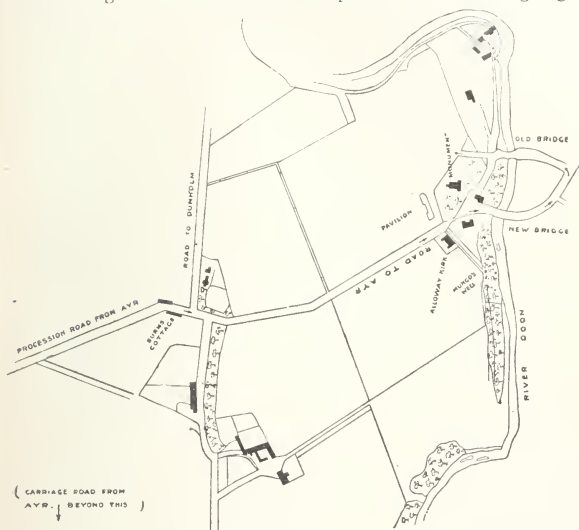 OLD BRIDGE
MONUMENT
NEW BRIDGE
PAVILION
ROAD TO DUNHOLM
ALLOWAY KIRK
MUNGO'S WELL
ROAD TO AYR
PROCESSION ROAD FROM AYR
BURNS COTTAGE
RIVER DOON
( CARRIAGE ROAD FROM
AYR. BEYOND THIS )